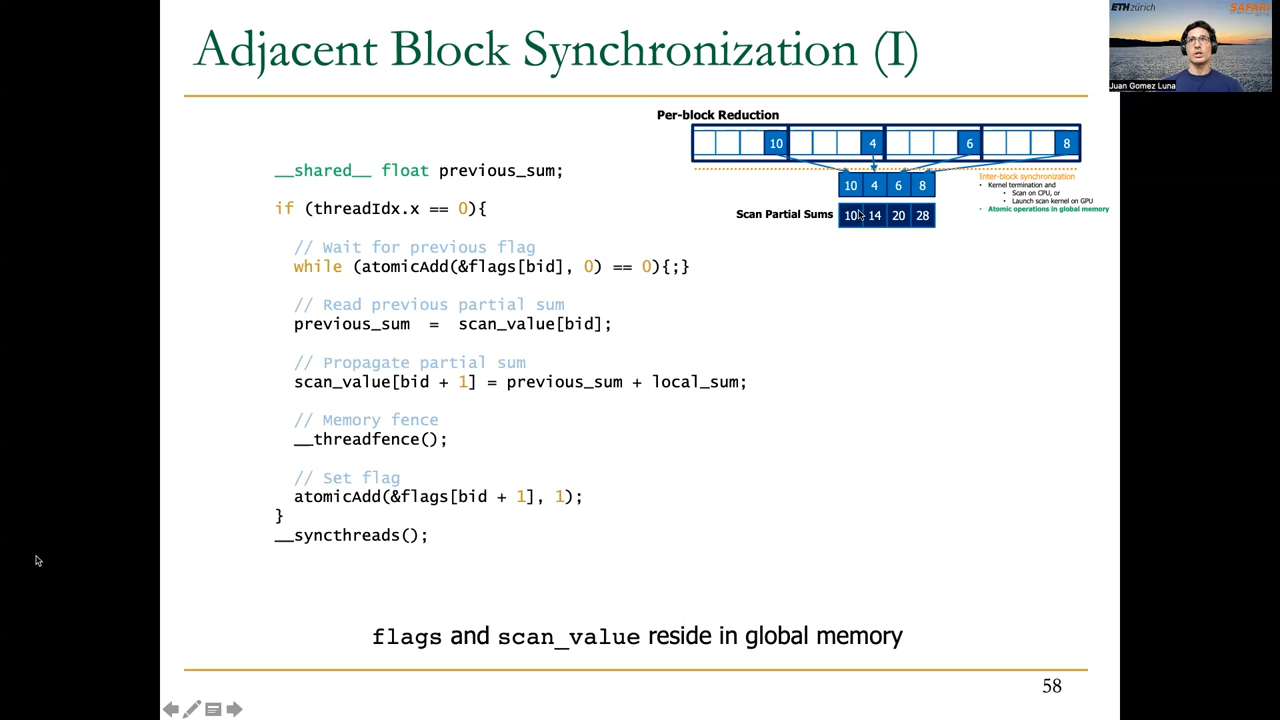 Adjacent Block Synchronization (I)
ETH zürich
SAFARI
Juan Gomez Luna
Per-block Reduction
10 4 6 8
10 4 6 8
Scan Partial Sums 10 14 20 28
Inter-block synchronization
• Kernel termination and
• Scan on CPU, or
• Launch scan kernel on GPU
• Atomic operations in global memory
__shared__ float previous_sum;
if (threadIdx.x == 0){
// Wait for previous flag
while (atomicAdd(&flags[bid], 0) == 0){;}
// Read previous partial sum
previous_sum = scan_value[bid];
// Propagate partial sum
scan_value[bid + 1] = previous_sum + local_sum;
// Memory fence
__threadfence();
// Set flag
atomicAdd(&flags[bid + 1], 1);
}
__syncthreads();
flags and scan_value reside in global memory
58